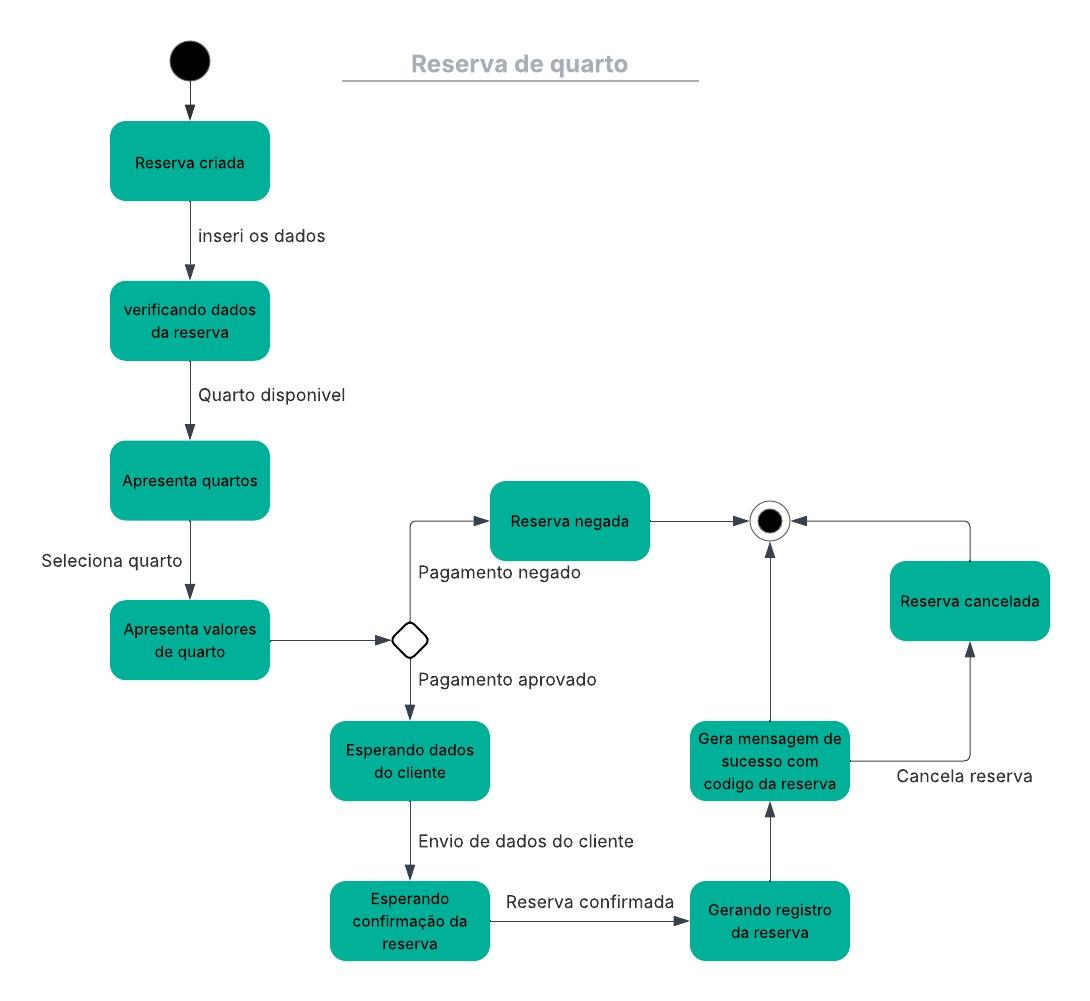 Reserva de quarto
Reserva criada
inseri os dados
verificando dados
da reserva
Quarto disponivel
Apresenta quartos
Seleciona quarto
Apresenta valores
de quarto
Reserva negada
Pagamento negado
Pagamento aprovado
Esperando dados
do cliente
Envio de dados do cliente
Esperando
confirmação da
reserva
Reserva confirmada
Gerando registro
da reserva
Gera mensagem de
sucesso com
codigo da reserva
Cancela reserva
Reserva cancelada